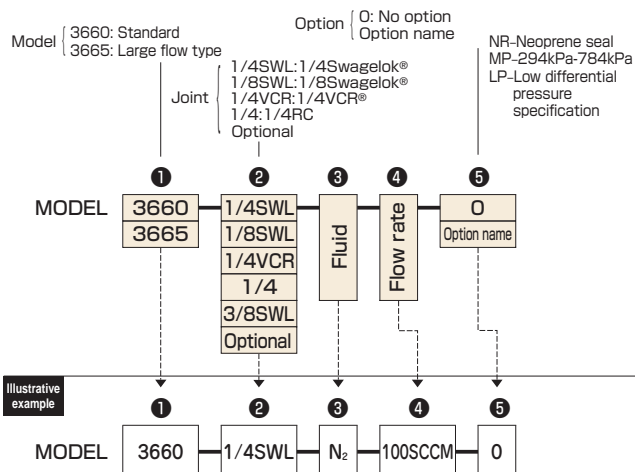 Model
3660: Standard
3665: Large flow type
Option
0: No option
Option name
NR–Neoprene seal
MP–294kPa-784kPa
LP–Low differential
pressure
specification
Joint
1/4SWL:1/4Swagelok®
1/8SWL:1/8Swagelok®
1/4VCR:1/4VCR®
1/4:1/4RC
Optional
❶ ❷ ❸ ❹ ❺
MODEL 3660 1/4SWL Fluid Flow rate 0
3665 1/8SWL Option name
1/4VCR
1/4
3/8SWL
Optional
Illustrative
example
❶ ❷ ❸ ❹ ❺
MODEL 3660 1/4SWL N₂ 100SCCM 0